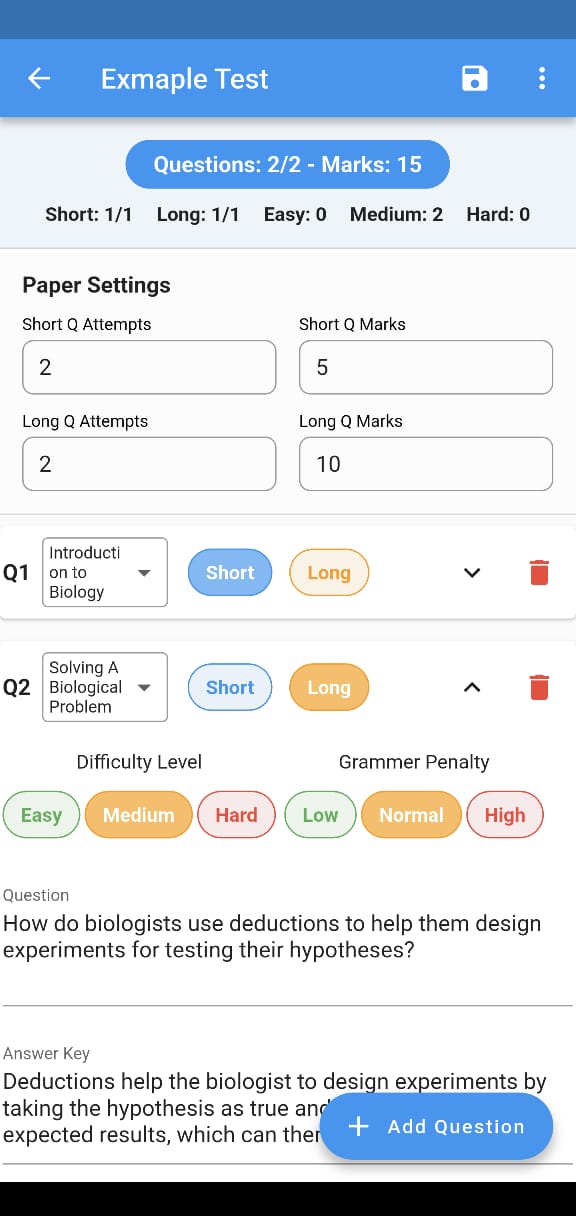 Exmaple Test
Questions: 2/2 - Marks: 15
Short: 1/1 Long: 1/1 Easy: 0 Medium: 2 Hard: 0
Paper Settings
Short Q Attempts Short Q Marks
2 5
Long Q Attempts Long Q Marks
2 10
Q1 Introducti
on to
Biology
Short Long
Q2 Solving A
Biological
Problem
Short Long
Difficulty Level Grammer Penalty
Easy Medium Hard Low Normal High
Question
How do biologists use deductions to help them design
experiments for testing their hypotheses?
Answer Key
Deductions help the biologist to design experiments by
taking the hypothesis as true and
expected results, which can then
Add Question